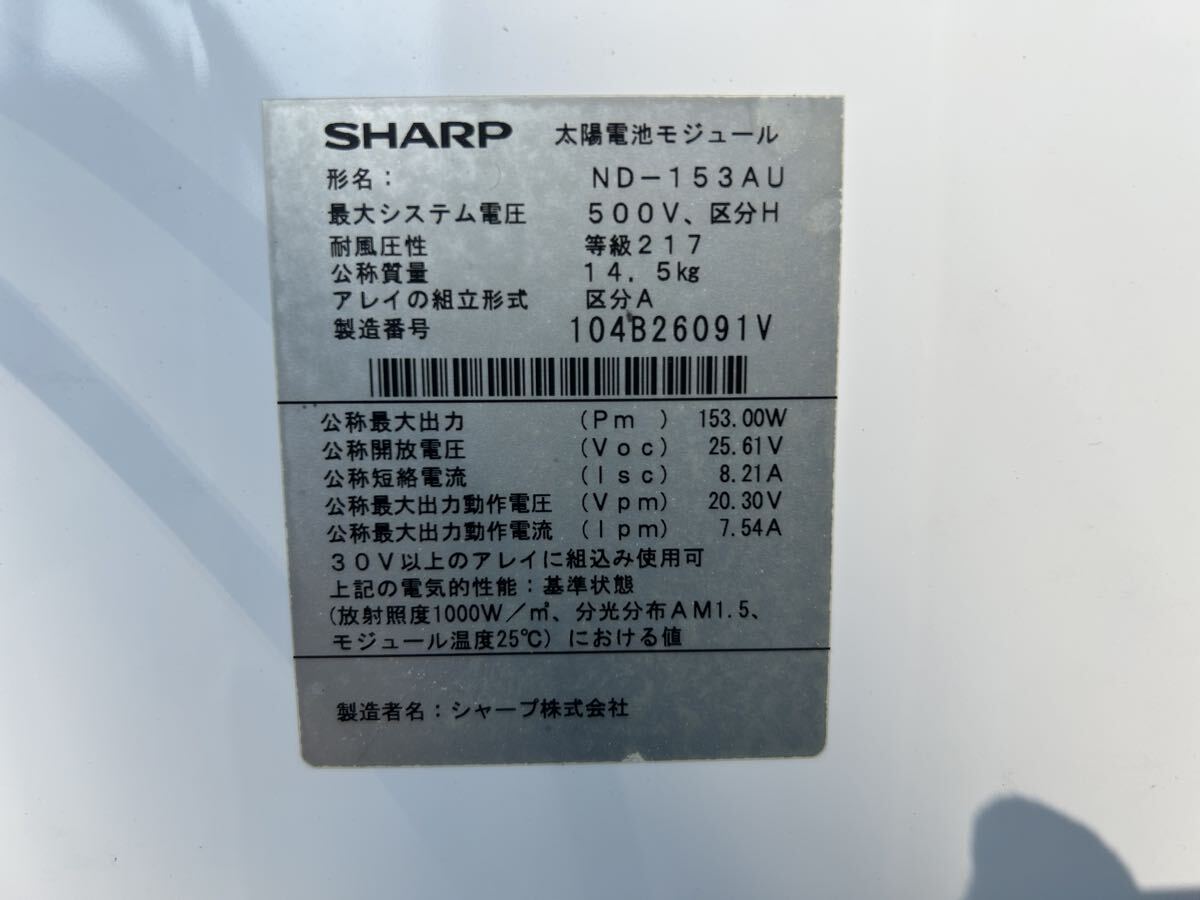 SHARP 太陽電池モジュール
形名： ND－153AU
最大システム電圧 500V、区分H
耐風圧性 等級217
公称質量 14．5kg
アレイの組立形式 区分A
製造番号 104B26091V
公称最大出力 (Pm ) 153.00W
公称開放電圧 (Voc) 25.61V
公称短絡電流 (Isc) 8.21A
公称最大出力動作電圧 (Vpm) 20.30V
公称最大出力動作電流 (Ipm) 7.54A
30V以上のアレイに組込み使用可
上記の電気的性能：基準状態
(放射照度1000W／㎡、分光分布AM1.5、
モジュール温度25℃) における値
製造者名：シャープ株式会社